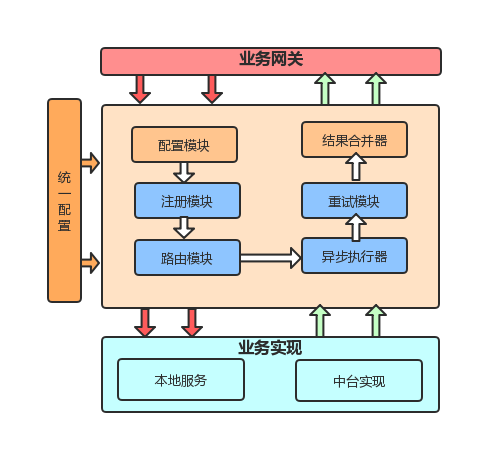 业务网关
统
一
配
置
配置模块
结果合并器
注册模块
重试模块
路由模块
异步执行器
业务实现
本地服务
中台实现